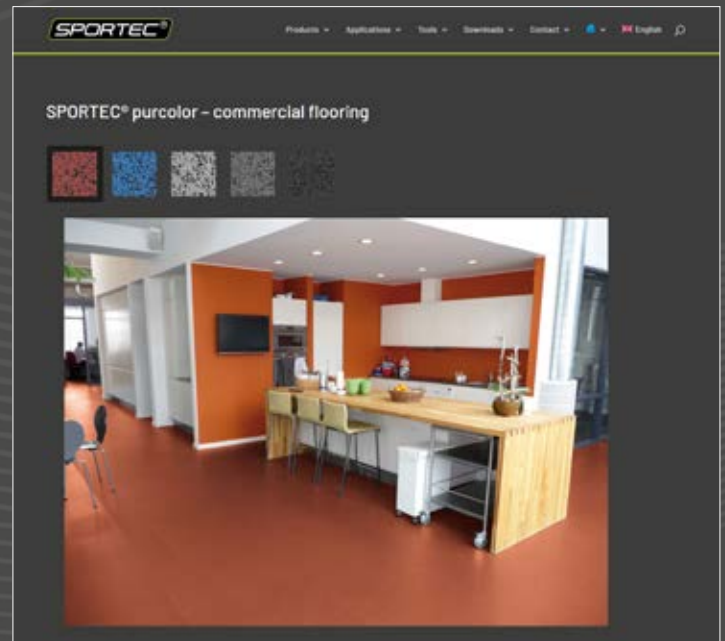 SPORTEC®
Products Applications Tools Downloads Contact English
SPORTEC® purcolor – commercial flooring